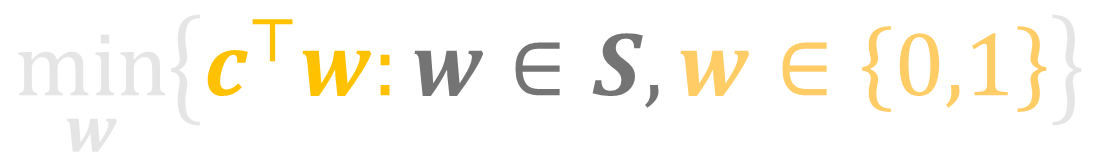 min{c⊤w: w ∈ S, w ∈ {0,1}}
w